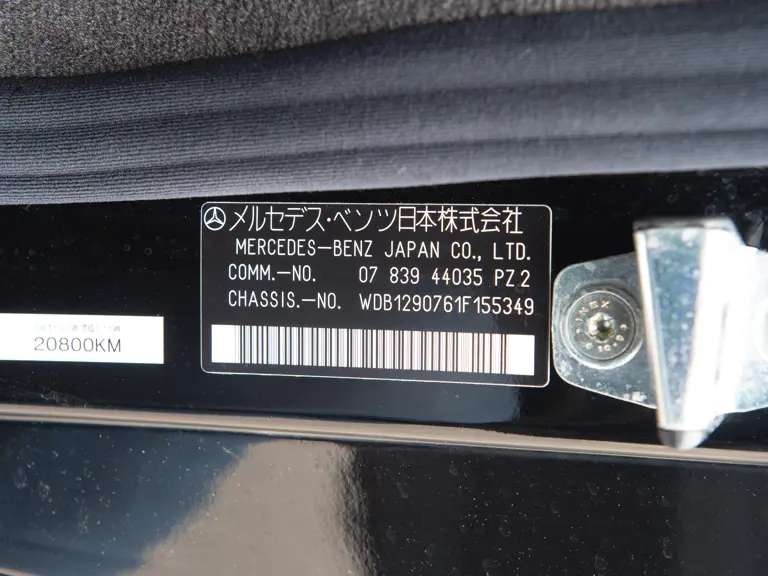 メルセデス・ベンツ日本株式会社
MERCEDES-BENZ JAPAN CO., LTD.
COMM.-NO. 07 839 44035 PZ2
CHASSIS.-NO. WDB1290761F155349
20800KM